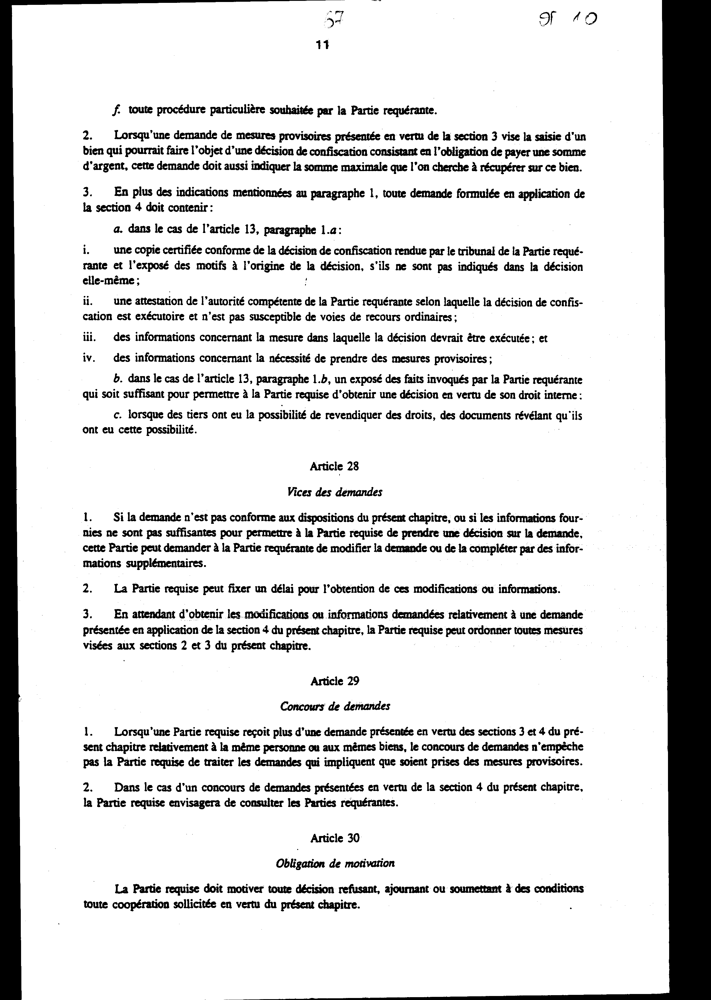 57
10
11
f. toute procédure particulière souhaitée par la Partie requérante.
2. Lorsqu'une demande de mesures provisoires présentée en vertu de la section 3 vise la saisie d'un
bien qui pourrait faire l'objet d'une décision de confiscation consistant en l'obligation de payer une somme
d'argent, cette demande doit aussi indiquer la somme maximale que l'on cherche à récupérer sur ce bien.
3. En plus des indications mentionnées au paragraphe 1, toute demande formulée en application de
la section 4 doit contenir :
a. dans le cas de l'article 13, paragraphe 1.a :
i. une copie certifiée conforme de la décision de confiscation rendue par le tribunal de la Partie requé-
rante et l'exposé des motifs à l'origine de la décision, s'ils ne sont pas indiqués dans la décision
elle-même ;
ii. une attestation de l'autorité compétente de la Partie requérante selon laquelle la décision de confis-
cation est exécutoire et n'est pas susceptible de voies de recours ordinaires ;
iii. des informations concernant la mesure dans laquelle la décision devrait être exécutée ; et
iv. des informations concernant la nécessité de prendre des mesures provisoires ;
b. dans le cas de l'article 13, paragraphe 1.b, un exposé des faits invoqués par la Partie requérante
qui soit suffisant pour permettre à la Partie requise d'obtenir une décision en vertu de son droit interne ;
c. lorsque des tiers ont eu la possibilité de revendiquer des droits, des documents révélant qu'ils
ont eu cette possibilité.
Article 28
Vices des demandes
1. Si la demande n'est pas conforme aux dispositions du présent chapitre, ou si les informations four-
nies ne sont pas suffisantes pour permettre à la Partie requise de prendre une décision sur la demande,
cette Partie peut demander à la Partie requérante de modifier la demande ou de la compléter par des infor-
mations supplémentaires.
2. La Partie requise peut fixer un délai pour l'obtention de ces modifications ou informations.
3. En attendant d'obtenir les modifications ou informations demandées relativement à une demande
présentée en application de la section 4 du présent chapitre, la Partie requise peut ordonner toutes mesures
visées aux sections 2 et 3 du présent chapitre.
Article 29
Concours de demandes
1. Lorsqu'une Partie requise reçoit plus d'une demande présentée en vertu des sections 3 et 4 du pré-
sent chapitre relativement à la même personne ou aux mêmes biens, le concours de demandes n'empêche
pas la Partie requise de traiter les demandes qui impliquent que soient prises des mesures provisoires.
2. Dans le cas d'un concours de demandes présentées en vertu de la section 4 du présent chapitre,
la Partie requise envisagera de consulter les Parties requérantes.
Article 30
Obligation de motivation
La Partie requise doit motiver toute décision refusant, ajournant ou soumettant à des conditions
toute coopération sollicitée en vertu du présent chapitre.